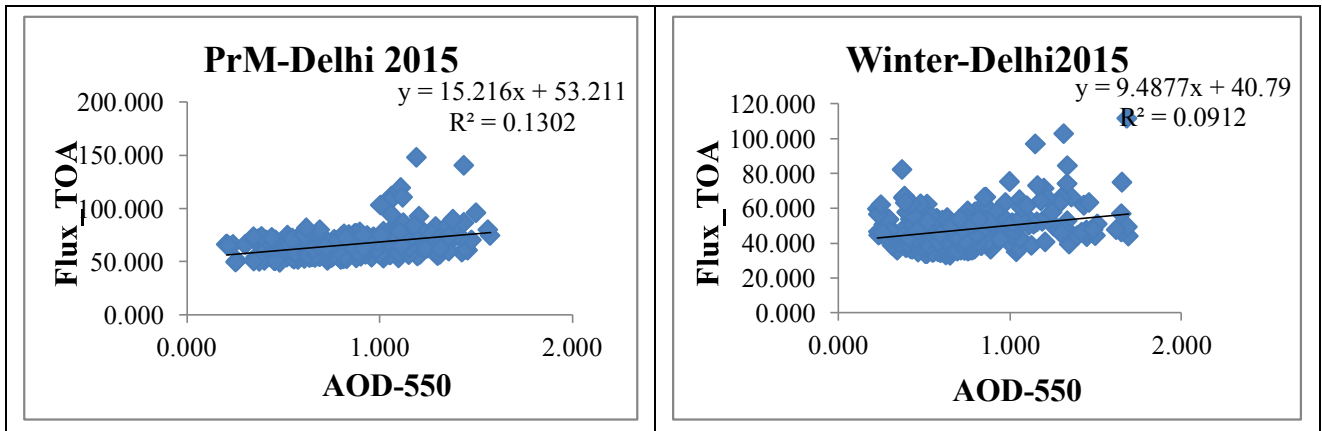 PrM-Delhi 2015
y = 15.216x + 53.211
R² = 0.1302
200.000
150.000
100.000
50.000
0.000
0.000 1.000 2.000
Flux_TOA
AOD-550
Winter-Delhi2015
y = 9.4877x + 40.79
R² = 0.0912
120.000
100.000
80.000
60.000
40.000
20.000
0.000
0.000 1.000 2.000
Flux_TOA
AOD-550